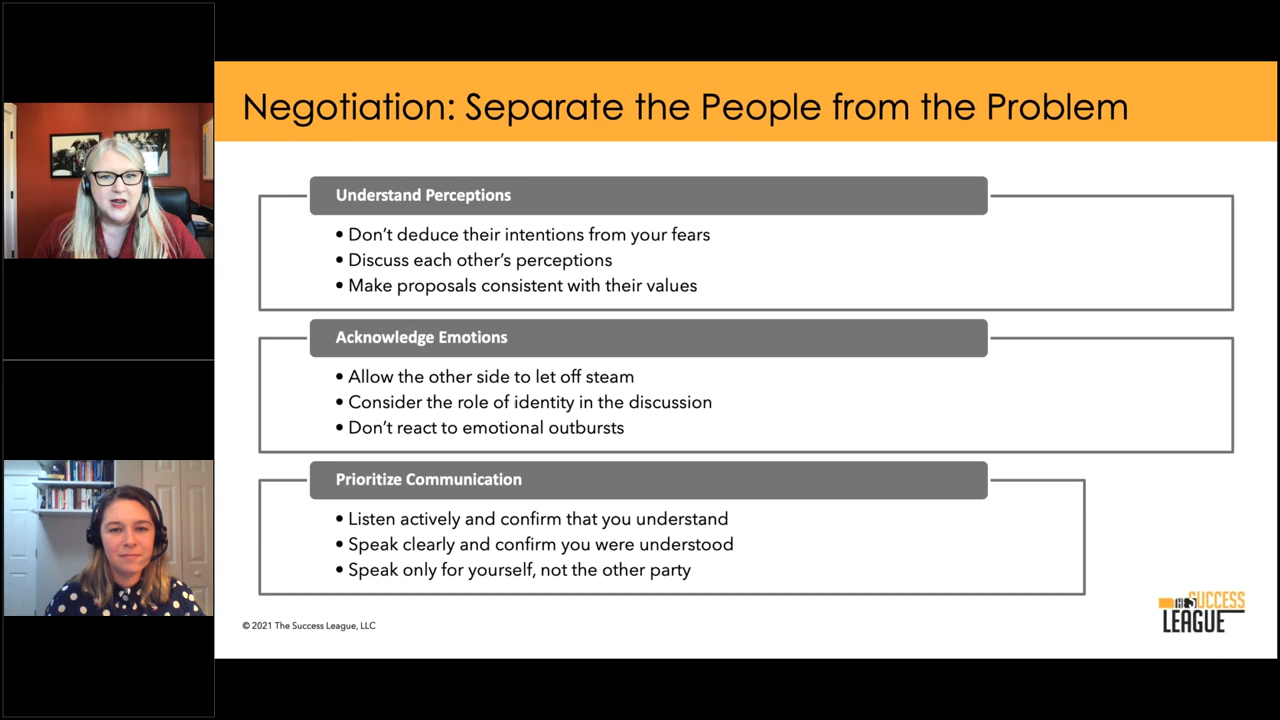 Negotiation: Separate the People from the Problem
Understand Perceptions
• Don’t deduce their intentions from your fears
• Discuss each other’s perceptions
• Make proposals consistent with their values
Acknowledge Emotions
• Allow the other side to let off steam
• Consider the role of identity in the discussion
• Don’t react to emotional outbursts
Prioritize Communication
• Listen actively and confirm that you understand
• Speak clearly and confirm you were understood
• Speak only for yourself, not the other party
© 2021 The Success League, LLC
THE SUCCESS
LEAGUE